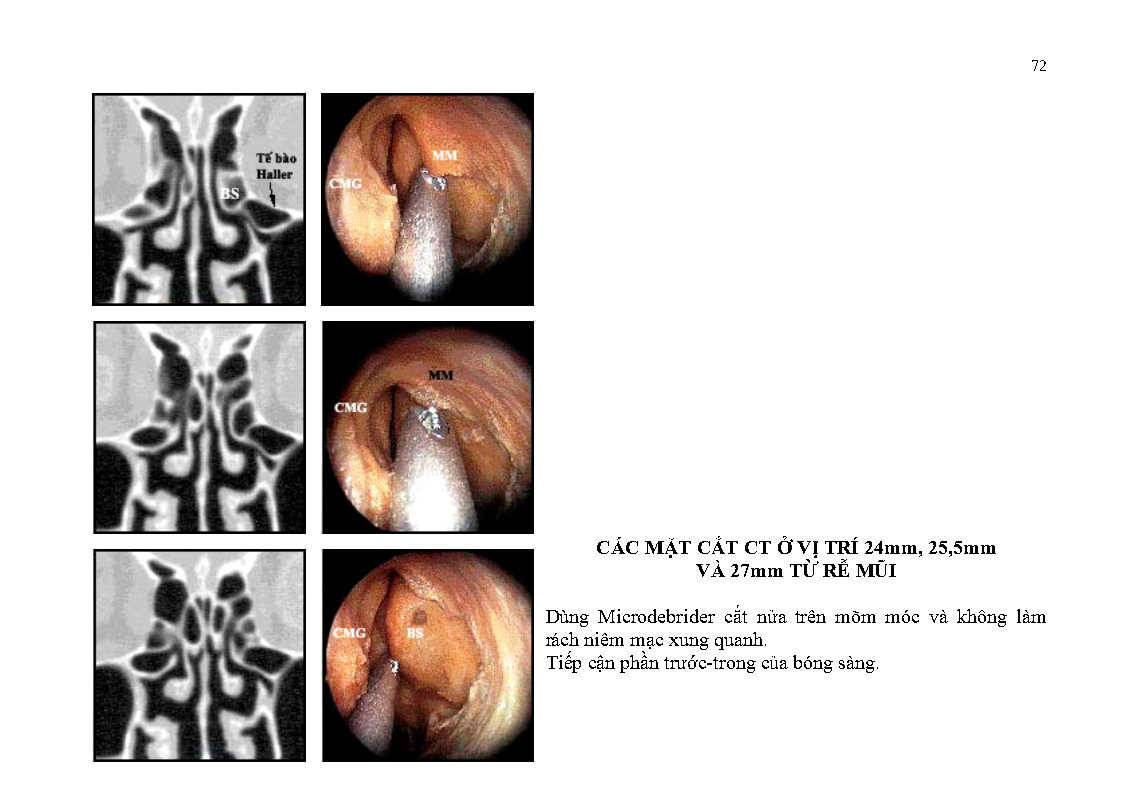 72
Tế bào
Haller
BS
MM
CMG
MM
CMG
CMG
BS
CÁC MẶT CẮT CT Ở VỊ TRÍ 24mm, 25,5mm
VÀ 27mm TỪ RỄ MŨI
Dùng Microdebrider cắt nửa trên mõm móc và không làm
rách niêm mạc xung quanh.
Tiếp cận phần trước-trong của bóng sàng.